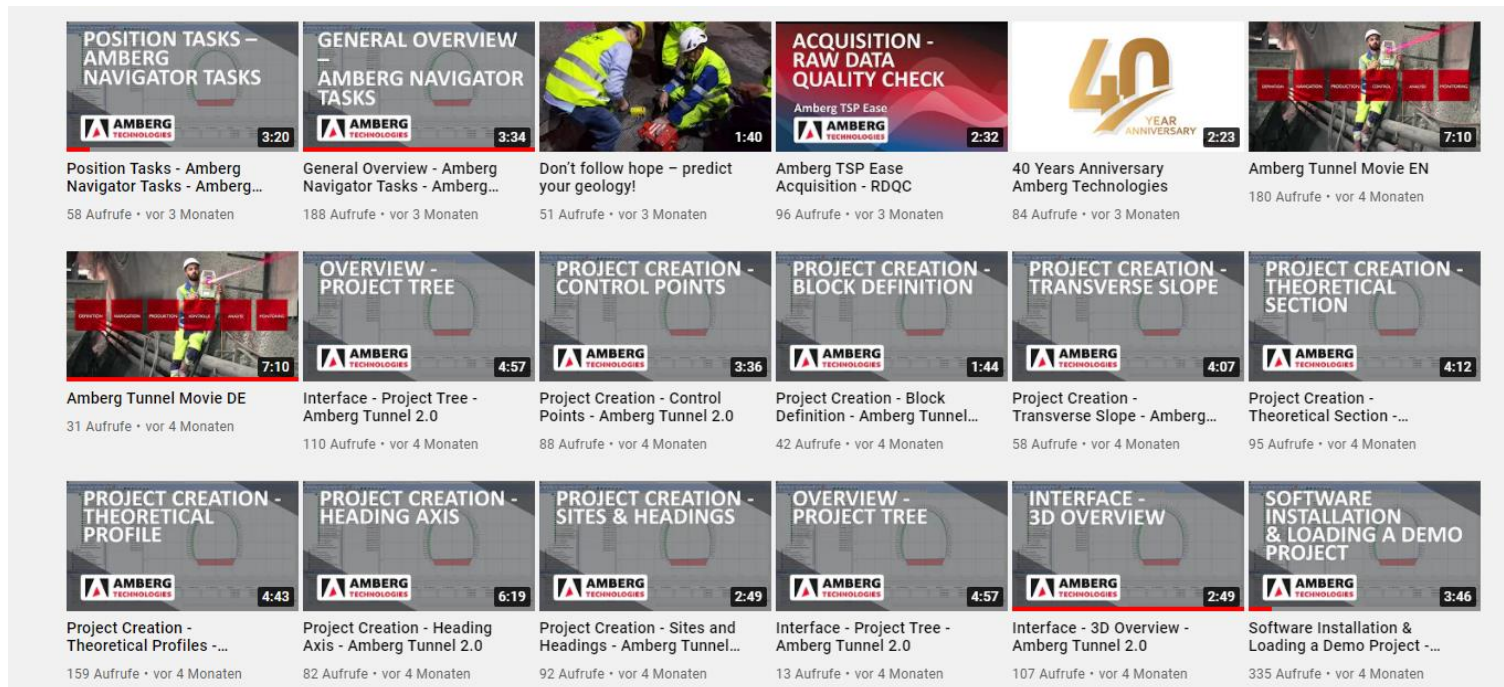 POSITION TASKS –
AMBERG
NAVIGATOR TASKS
AMBERG
TECHNOLOGIES
3:20
Position Tasks - Amberg
Navigator Tasks - Amberg...
58 Aufrufe • vor 3 Monaten
GENERAL OVERVIEW
–
AMBERG NAVIGATOR
TASKS
AMBERG
TECHNOLOGIES
3:34
General Overview - Amberg
Navigator Tasks - Amberg...
188 Aufrufe • vor 3 Monaten
1:40
Don't follow hope – predict
your geology!
51 Aufrufe • vor 3 Monaten
ACQUISITION -
RAW DATA
QUALITY CHECK
Amberg TSP Ease
AMBERG
TECHNOLOGIES
2:32
Amberg TSP Ease
Acquisition - RDQC
96 Aufrufe • vor 3 Monaten
40
YEAR
ANNIVERSARY
2:23
40 Years Anniversary
Amberg Technologies
84 Aufrufe • vor 3 Monaten
DEFINITION NAVIGATION PRODUCTION CONTROL ANALYSE MONITORING
7:10
Amberg Tunnel Movie EN
180 Aufrufe • vor 4 Monaten
DEFINITION NAVIGATION PRODUKTION KONTROLLE ANALYSE MONITORING
7:10
Amberg Tunnel Movie DE
31 Aufrufe • vor 4 Monaten
OVERVIEW -
PROJECT TREE
AMBERG
TECHNOLOGIES
4:57
Interface - Project Tree -
Amberg Tunnel 2.0
110 Aufrufe • vor 4 Monaten
PROJECT CREATION -
CONTROL POINTS
AMBERG
TECHNOLOGIES
3:36
Project Creation - Control
Points - Amberg Tunnel 2.0
88 Aufrufe • vor 4 Monaten
PROJECT CREATION -
BLOCK DEFINITION
AMBERG
TECHNOLOGIES
1:44
Project Creation - Block
Definition - Amberg Tunnel...
42 Aufrufe • vor 4 Monaten
PROJECT CREATION -
TRANSVERSE SLOPE
AMBERG
TECHNOLOGIES
4:07
Project Creation -
Transverse Slope - Amberg...
58 Aufrufe • vor 4 Monaten
PROJECT CREATION -
THEORETICAL
SECTION
AMBERG
TECHNOLOGIES
4:12
Project Creation -
Theoretical Section -...
95 Aufrufe • vor 4 Monaten
PROJECT CREATION -
THEORETICAL
PROFILE
AMBERG
TECHNOLOGIES
4:43
Project Creation -
Theoretical Profiles -...
159 Aufrufe • vor 4 Monaten
PROJECT CREATION -
HEADING AXIS
AMBERG
TECHNOLOGIES
6:19
Project Creation - Heading
Axis - Amberg Tunnel 2.0
82 Aufrufe • vor 4 Monaten
PROJECT CREATION -
SITES & HEADINGS
AMBERG
TECHNOLOGIES
2:49
Project Creation - Sites and
Headings - Amberg Tunnel...
92 Aufrufe • vor 4 Monaten
OVERVIEW -
PROJECT TREE
AMBERG
TECHNOLOGIES
4:57
Interface - Project Tree -
Amberg Tunnel 2.0
13 Aufrufe • vor 4 Monaten
INTERFACE -
3D OVERVIEW
AMBERG
TECHNOLOGIES
2:49
Interface - 3D Overview -
Amberg Tunnel 2.0
107 Aufrufe • vor 4 Monaten
SOFTWARE
INSTALLATION
& LOADING A DEMO
PROJECT
AMBERG
TECHNOLOGIES
3:46
Software Installation &
Loading a Demo Project -...
335 Aufrufe • vor 4 Monaten